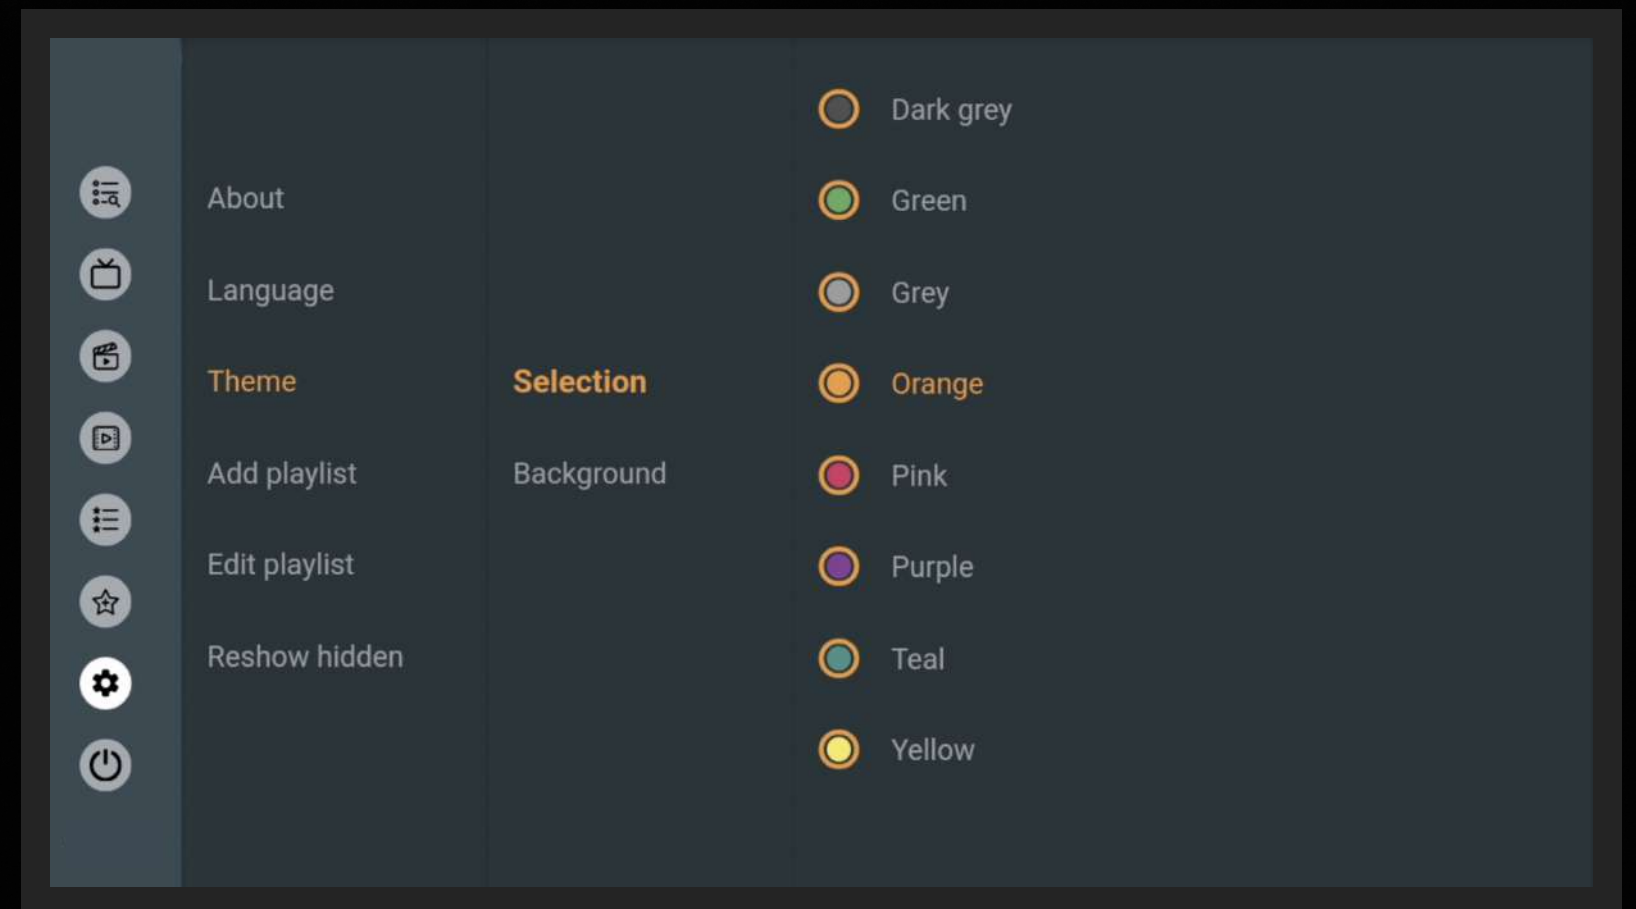 About
Language
Theme
Add playlist
Edit playlist
Reshow hidden
Selection
Background
Dark grey
Green
Grey
Orange
Pink
Purple
Teal
Yellow